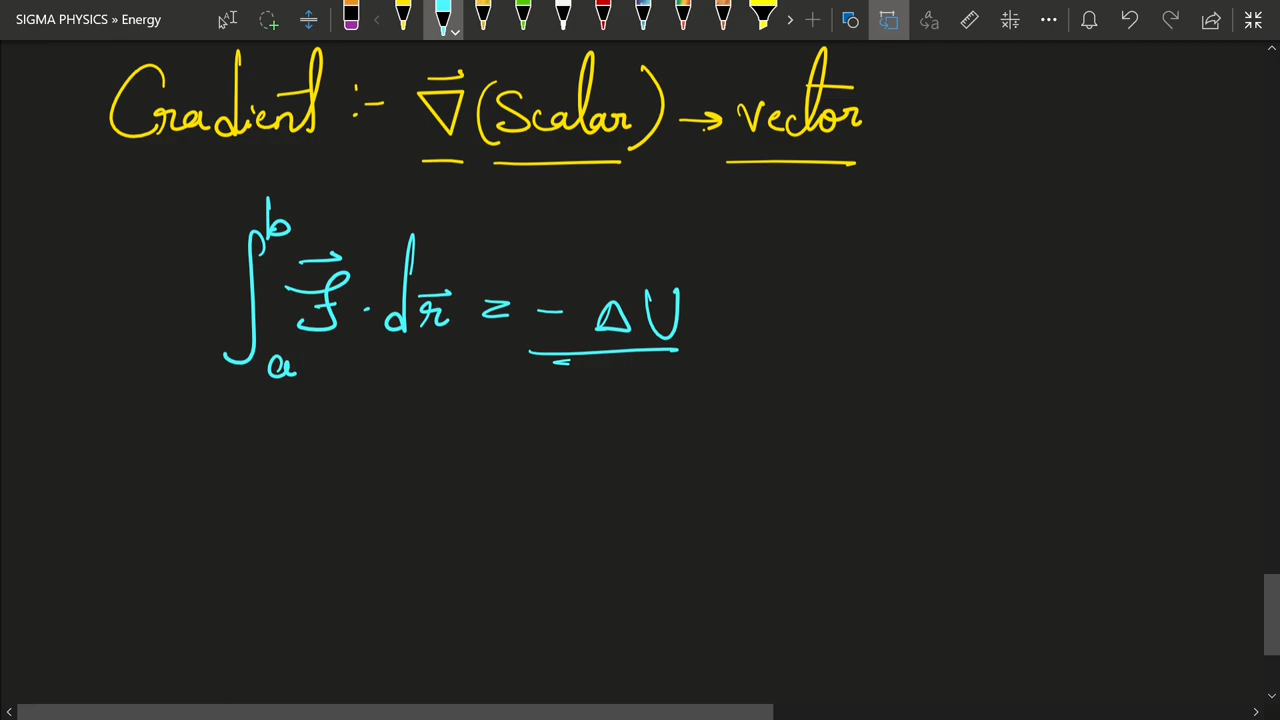 SIGMA PHYSICS » Energy
Gradient :- ∇⃗ (Scalar) → vector
∫ₐᵇ f⃗ · dr⃗ = - ΔU